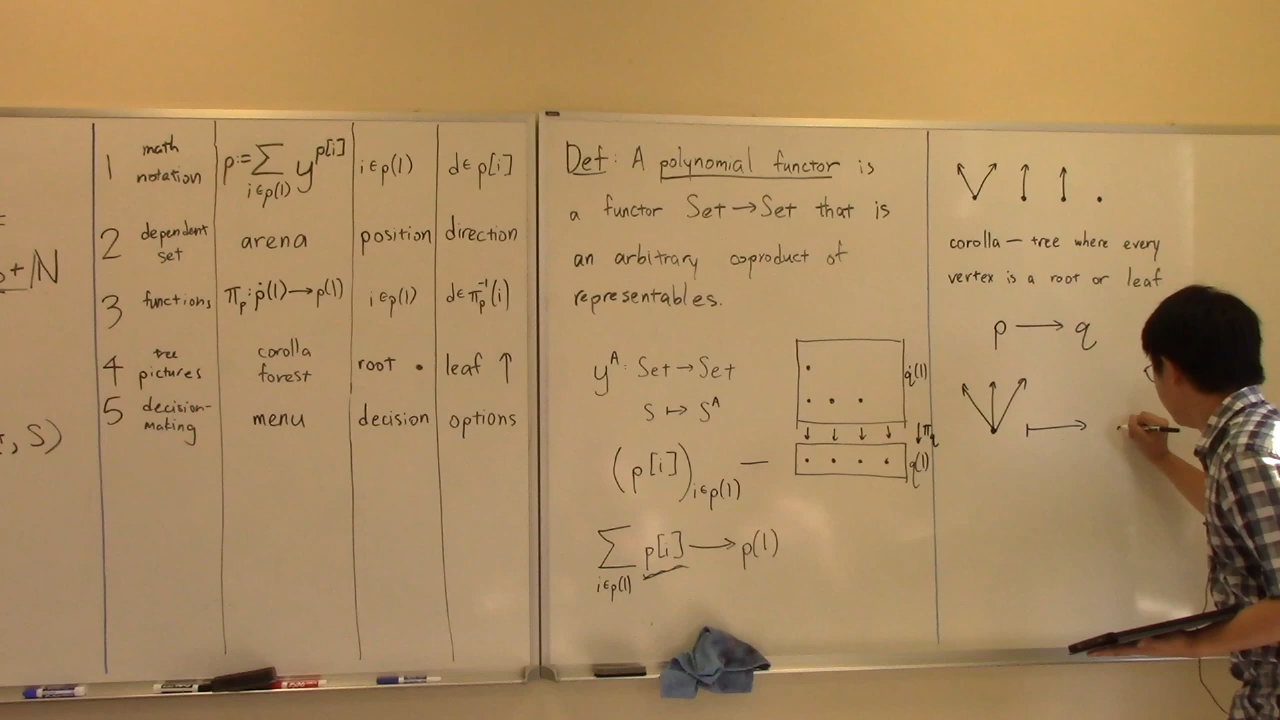 + ℕ
, S)
1 math notation p := ∑_{i∈p(1)} y^{p[i]} i∈p(1) d∈p[i]
2 dependent set arena position direction
3 functions π_p : ṗ(1) → p(1) i∈p(1) d∈π_p^{-1}(i)
4 tree pictures corolla forest root • leaf ↑
5 decision-making menu decision options
Def: A polynomial functor is
a functor Set → Set that is
an arbitrary coproduct of
representables.
y^A : Set → Set
S ↦ S^A
(p[i])_{i∈p(1)} —
∑_{i∈p(1)} p[i] → p(1)
q̇(1)
↓ ↓ ↓ ↓ ↓π_q
q(1)
corolla — tree where every
vertex is a root or leaf
p → q